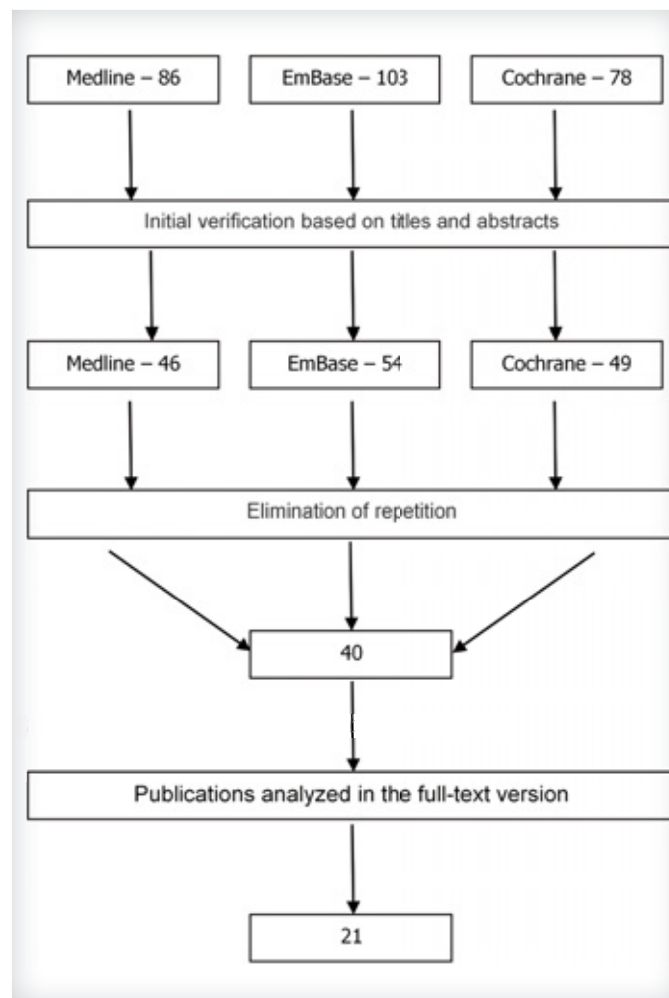 Medline – 86
EmBase – 103
Cochrane – 78
Initial verification based on titles and abstracts
Medline – 46
EmBase – 54
Cochrane – 49
Elimination of repetition
40
Publications analyzed in the full-text version
21